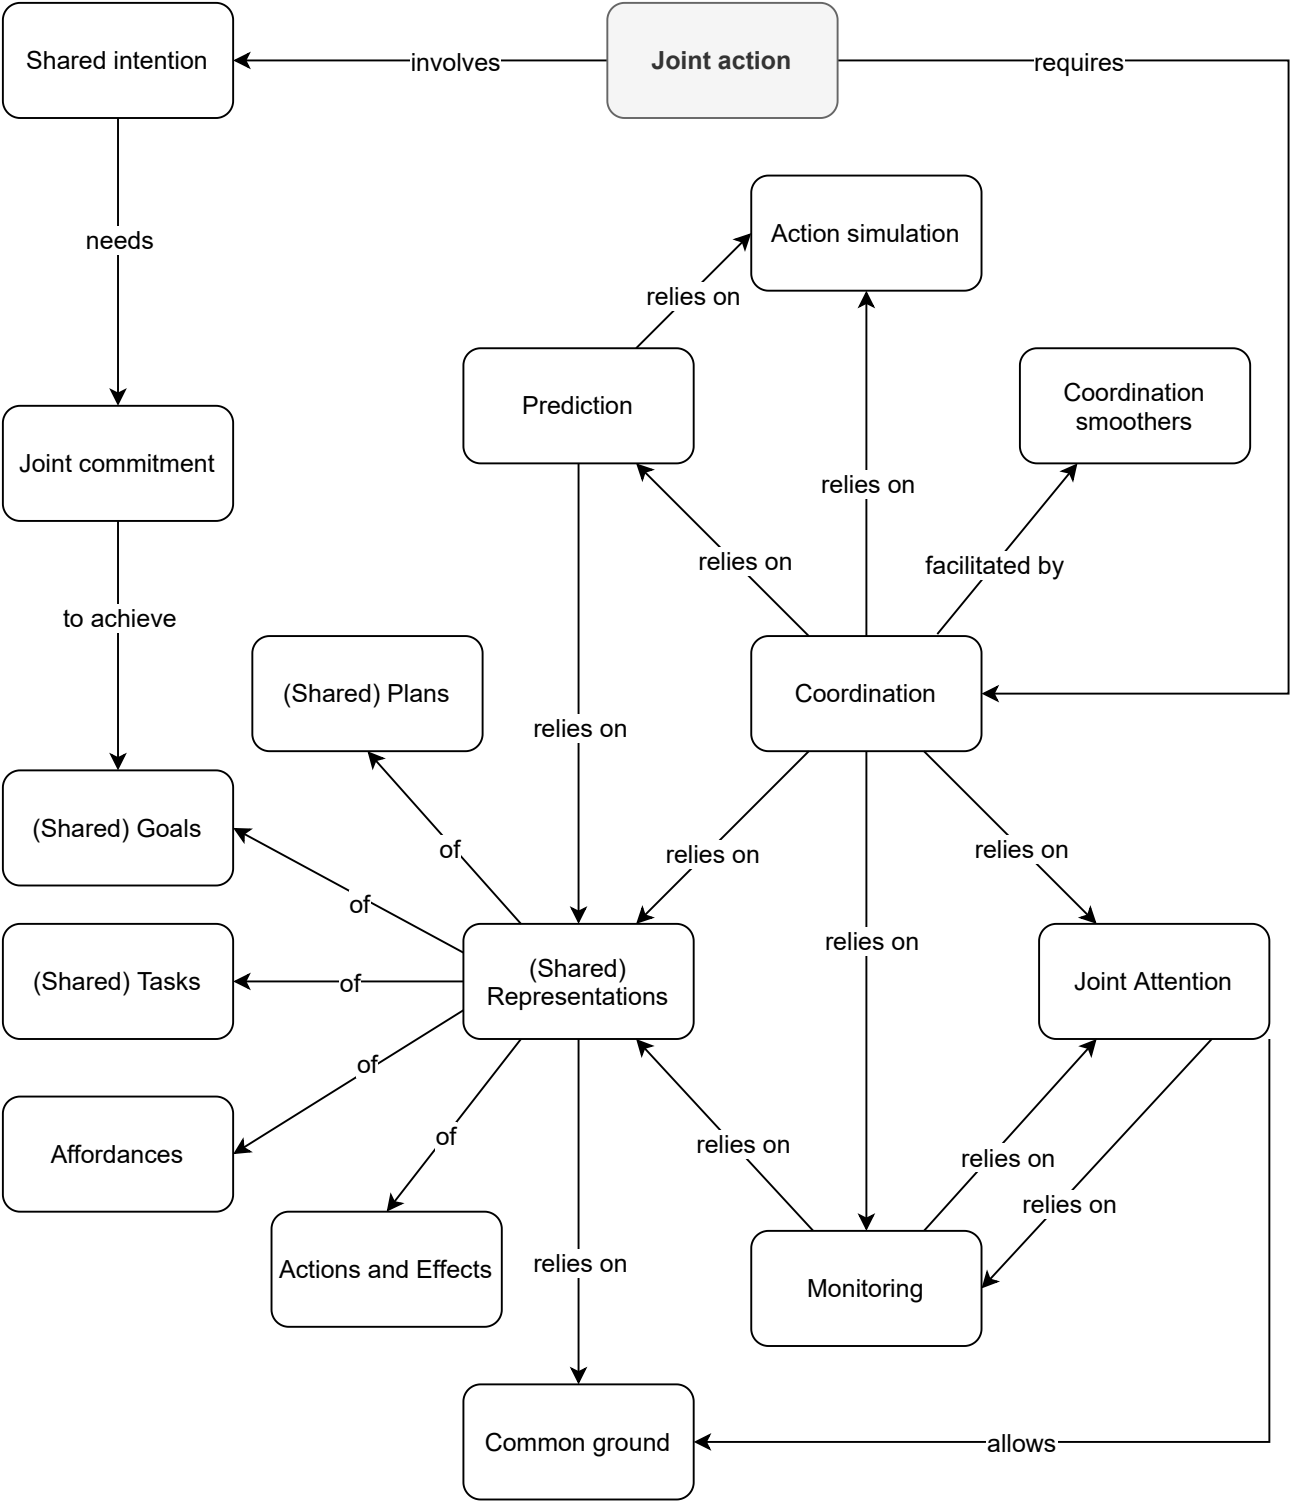 Shared intention
involves
Joint action
requires
Action simulation
needs
relies on
Prediction
Coordination
smoothers
Joint commitment
relies on
relies on
facilitated by
to achieve
(Shared) Plans
Coordination
relies on
(Shared) Goals
of
relies on
relies on
of
relies on
(Shared) Tasks
of
(Shared)
Representations
Joint Attention
of
Affordances
of
relies on
relies on
relies on
Actions and Effects
relies on
Monitoring
Common ground
allows